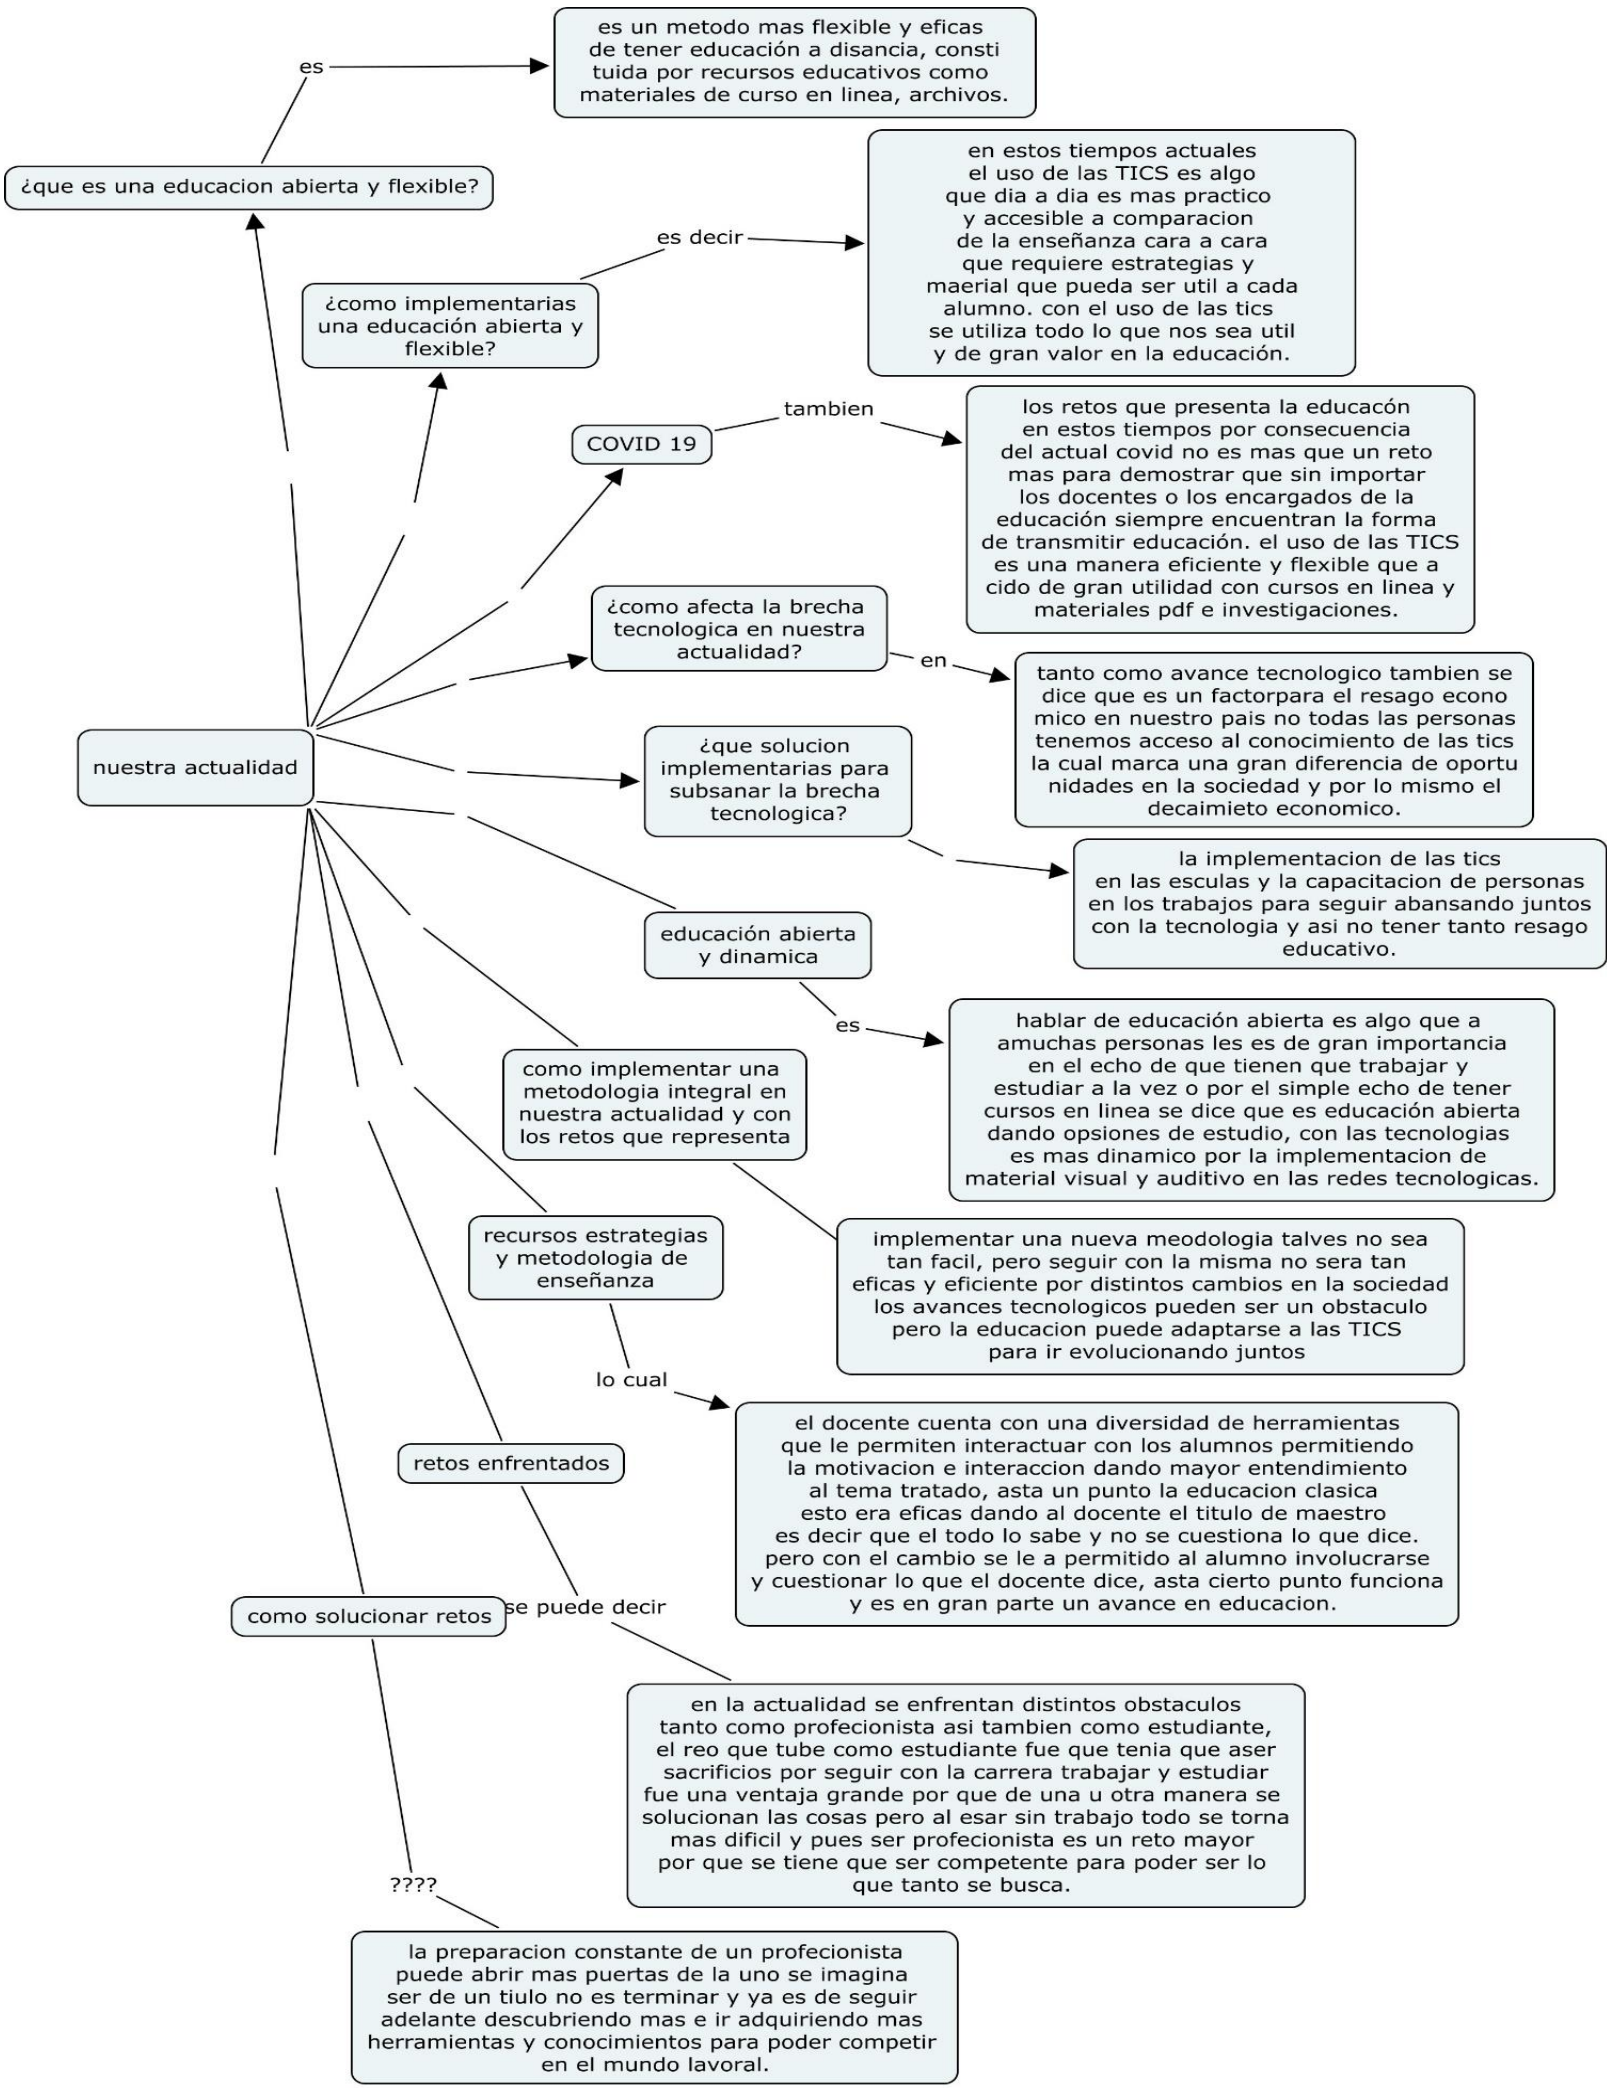 es un metodo mas flexible y eficas
de tener educación a disancia, consti
tuida por recursos educativos como
materiales de curso en linea, archivos.
es
¿que es una educacion abierta y flexible?
en estos tiempos actuales
el uso de las TICS es algo
que dia a dia es mas practico
y accesible a comparacion
de la enseñanza cara a cara
que requiere estrategias y
maerial que pueda ser util a cada
alumno. con el uso de las tics
se utiliza todo lo que nos sea util
y de gran valor en la educación.
es decir
¿como implementarias
una educación abierta y
flexible?
tambien
COVID 19
los retos que presenta la educacón
en estos tiempos por consecuencia
del actual covid no es mas que un reto
mas para demostrar que sin importar
los docentes o los encargados de la
educación siempre encuentran la forma
de transmitir educación. el uso de las TICS
es una manera eficiente y flexible que a
cido de gran utilidad con cursos en linea y
materiales pdf e investigaciones.
¿como afecta la brecha
tecnologica en nuestra
actualidad?
en
tanto como avance tecnologico tambien se
dice que es un factorpara el resago econo
mico en nuestro pais no todas las personas
tenemos acceso al conocimiento de las tics
la cual marca una gran diferencia de oportu
nidades en la sociedad y por lo mismo el
decaimieto economico.
nuestra actualidad
¿que solucion
implementarias para
subsanar la brecha
tecnologica?
la implementacion de las tics
en las esculas y la capacitacion de personas
en los trabajos para seguir abansando juntos
con la tecnologia y asi no tener tanto resago
educativo.
educación abierta
y dinamica
es
hablar de educación abierta es algo que a
amuchas personas les es de gran importancia
en el echo de que tienen que trabajar y
estudiar a la vez o por el simple echo de tener
cursos en linea se dice que es educación abierta
dando opsiones de estudio, con las tecnologias
es mas dinamico por la implementacion de
material visual y auditivo en las redes tecnologicas.
como implementar una
metodologia integral en
nuestra actualidad y con
los retos que representa
implementar una nueva meodologia talves no sea
tan facil, pero seguir con la misma no sera tan
eficas y eficiente por distintos cambios en la sociedad
los avances tecnologicos pueden ser un obstaculo
pero la educacion puede adaptarse a las TICS
para ir evolucionando juntos
recursos estrategias
y metodologia de
enseñanza
lo cual
el docente cuenta con una diversidad de herramientas
que le permiten interactuar con los alumnos permitiendo
la motivacion e interaccion dando mayor entendimiento
al tema tratado, asta un punto la educacion clasica
esto era eficas dando al docente el titulo de maestro
es decir que el todo lo sabe y no se cuestiona lo que dice.
pero con el cambio se le a permitido al alumno involucrarse
y cuestionar lo que el docente dice, asta cierto punto funciona
y es en gran parte un avance en educacion.
retos enfrentados
se puede decir
en la actualidad se enfrentan distintos obstaculos
tanto como profecionista asi tambien como estudiante,
el reo que tube como estudiante fue que tenia que aser
sacrificios por seguir con la carrera trabajar y estudiar
fue una ventaja grande por que de una u otra manera se
solucionan las cosas pero al esar sin trabajo todo se torna
mas dificil y pues ser profecionista es un reto mayor
por que se tiene que ser competente para poder ser lo
que tanto se busca.
como solucionar retos
????
la preparacion constante de un profecionista
puede abrir mas puertas de la uno se imagina
ser de un tiulo no es terminar y ya es de seguir
adelante descubriendo mas e ir adquiriendo mas
herramientas y conocimientos para poder competir
en el mundo lavoral.